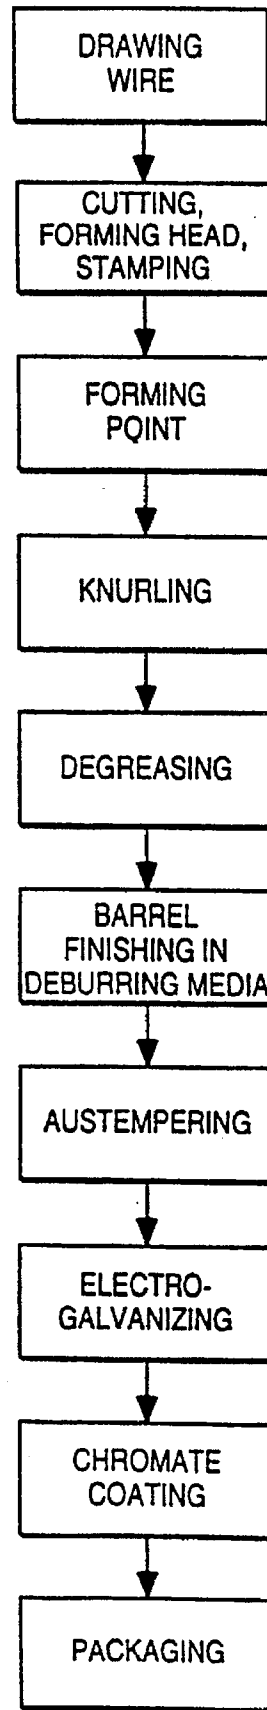 DRAWING
WIRE
CUTTING,
FORMING HEAD,
STAMPING
FORMING
POINT
KNURLING
DEGREASING
BARREL
FINISHING IN
DEBURRING MEDIA
AUSTEMPERING
ELECTRO-
GALVANIZING
CHROMATE
COATING
PACKAGING